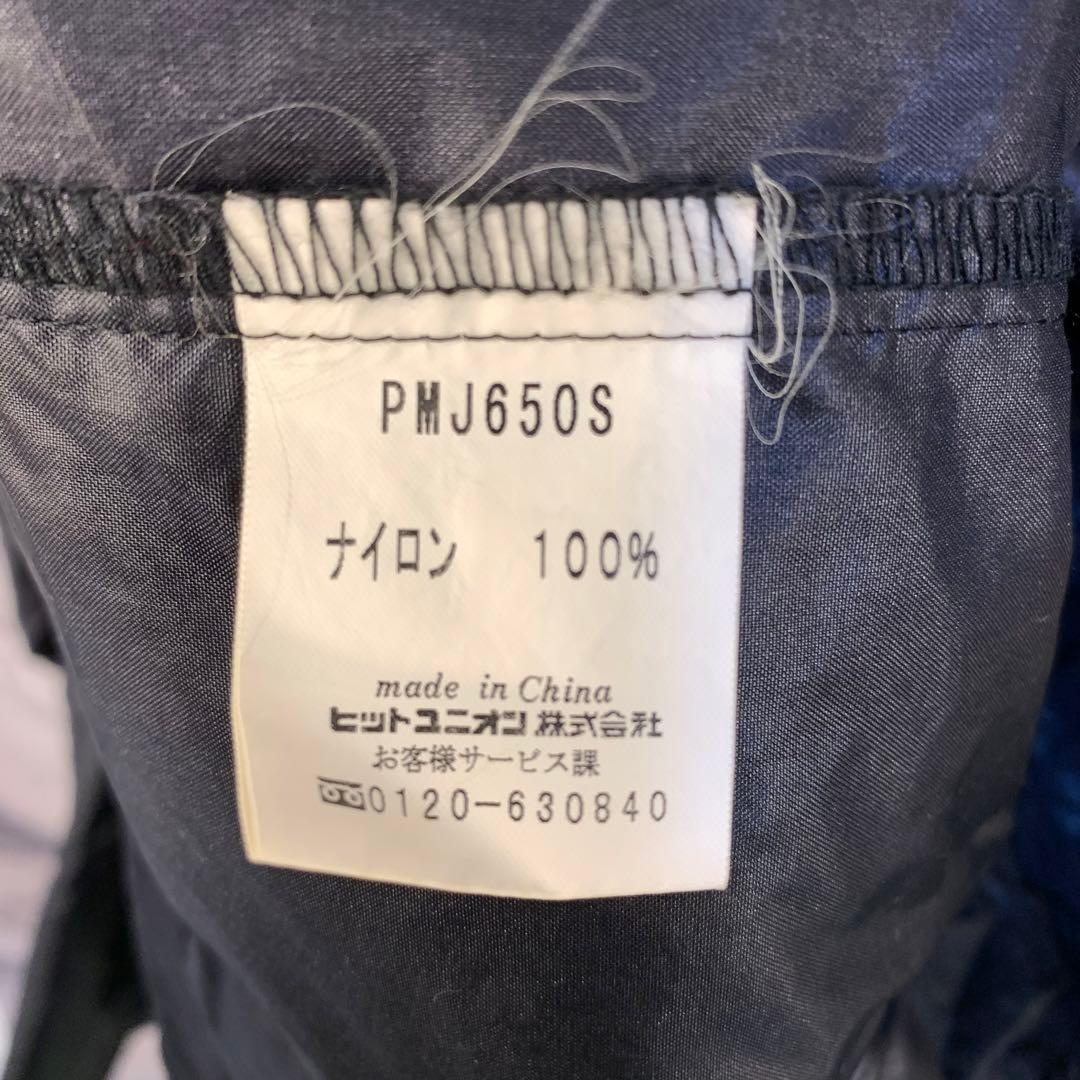 PMJ650S
ナイロン 100%
made in China
ヒットユニオン株式会社
お客様サービス課
0120-630840